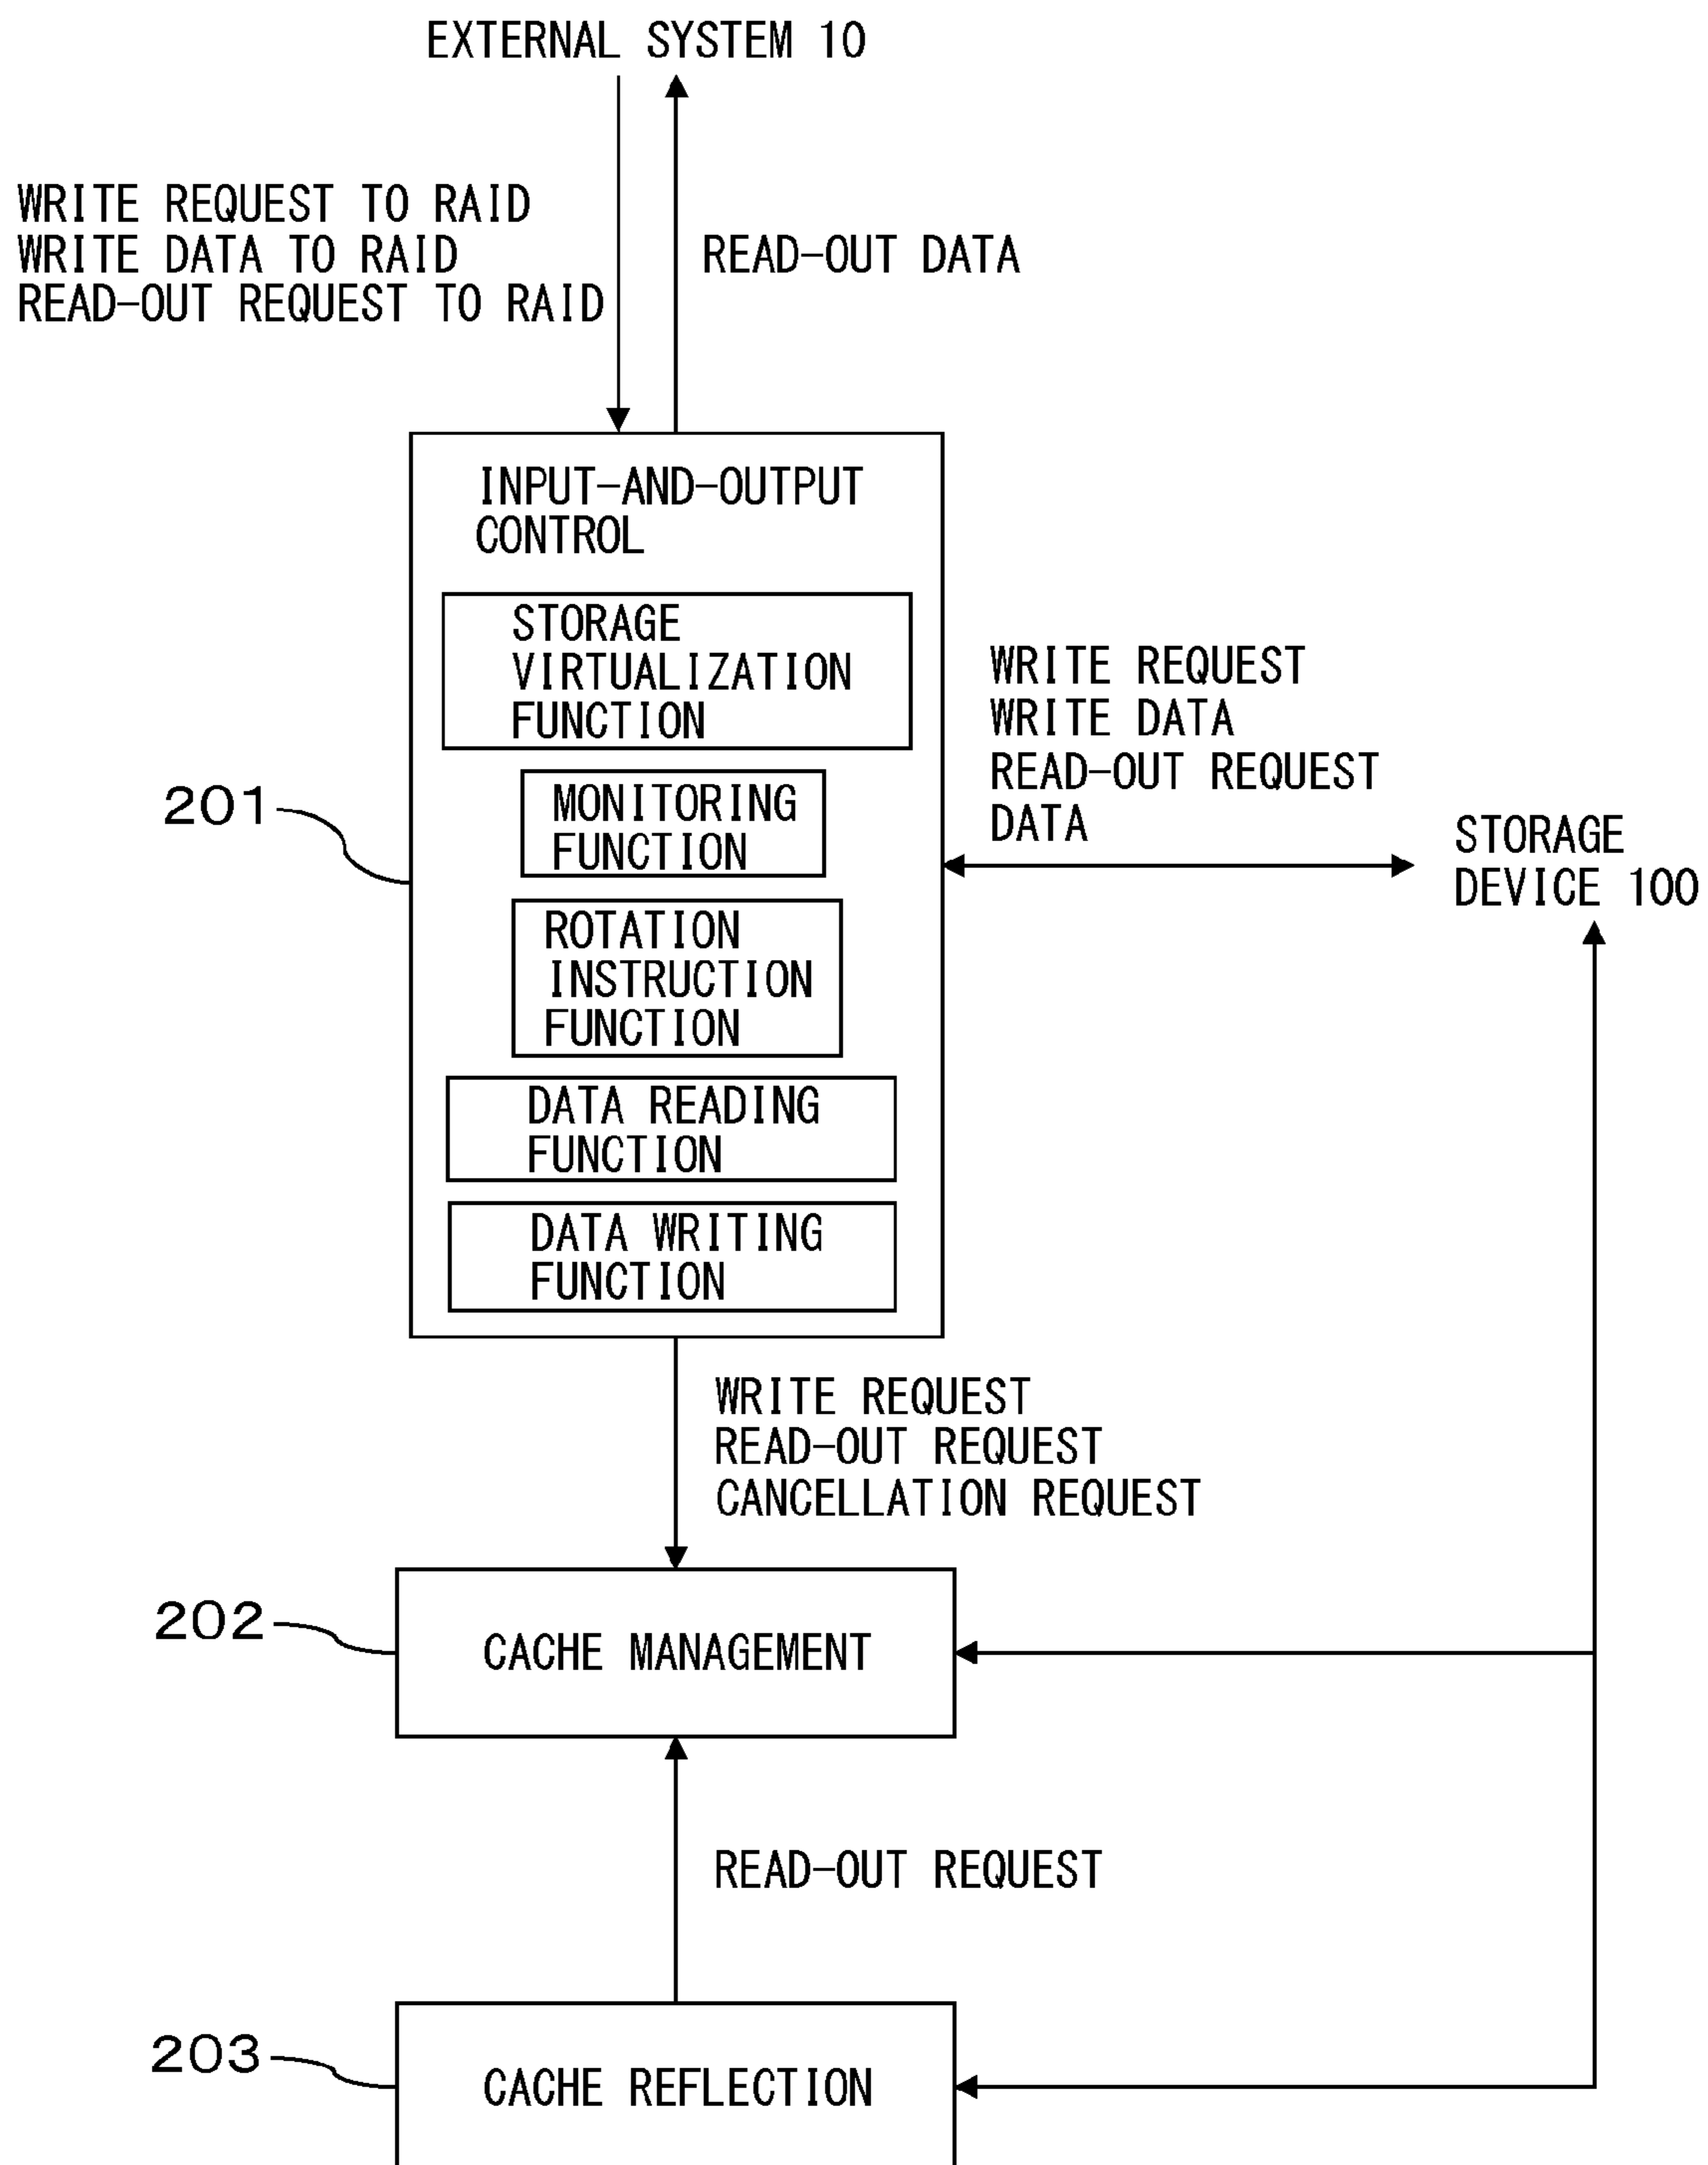 EXTERNAL SYSTEM 10
WRITE REQUEST TO RAID
WRITE DATA TO RAID
READ-OUT REQUEST TO RAID
READ-OUT DATA
INPUT-AND-OUTPUT
CONTROL
STORAGE
VIRTUALIZATION
FUNCTION
MONITORING
FUNCTION
ROTATION
INSTRUCTION
FUNCTION
DATA READING
FUNCTION
DATA WRITING
FUNCTION
201
WRITE REQUEST
WRITE DATA
READ-OUT REQUEST
DATA
STORAGE
DEVICE 100
WRITE REQUEST
READ-OUT REQUEST
CANCELLATION REQUEST
202
CACHE MANAGEMENT
READ-OUT REQUEST
203
CACHE REFLECTION